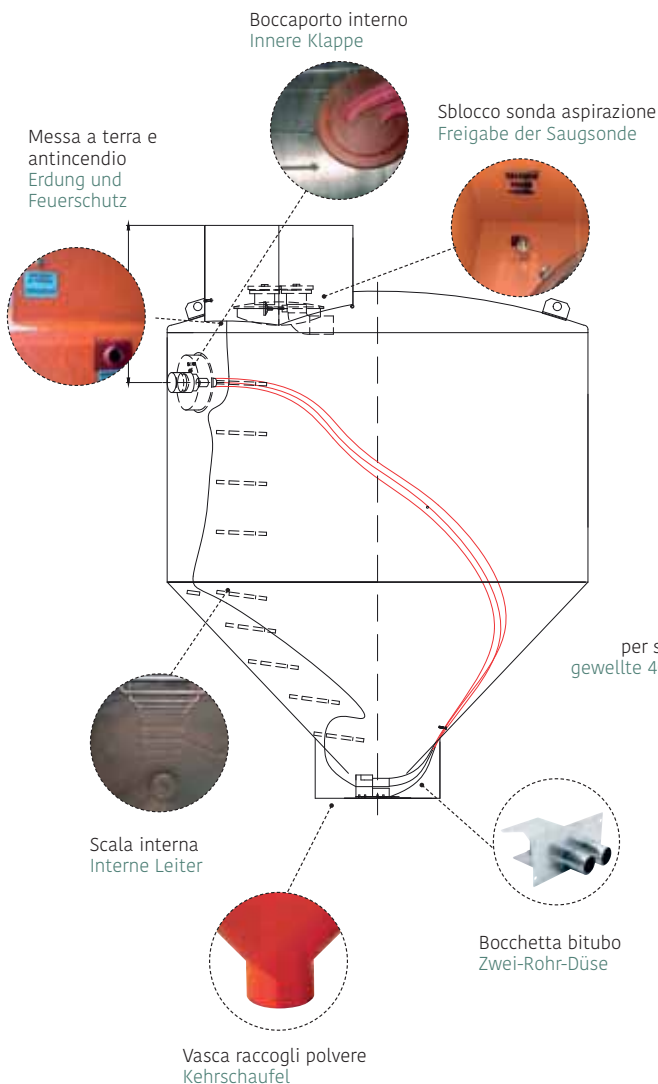 Boccaporto interno
Innere Klappe
Sblocco sonda aspirazione
Freigabe der Saugsonde
Messa a terra e
antincendio
Erdung und
Feuerschutz
per s
gewellte 4
Scala interna
Interne Leiter
Bocchetta bitubo
Zwei-Rohr-Düse
Vasca raccogli polvere
Kehrschaufel